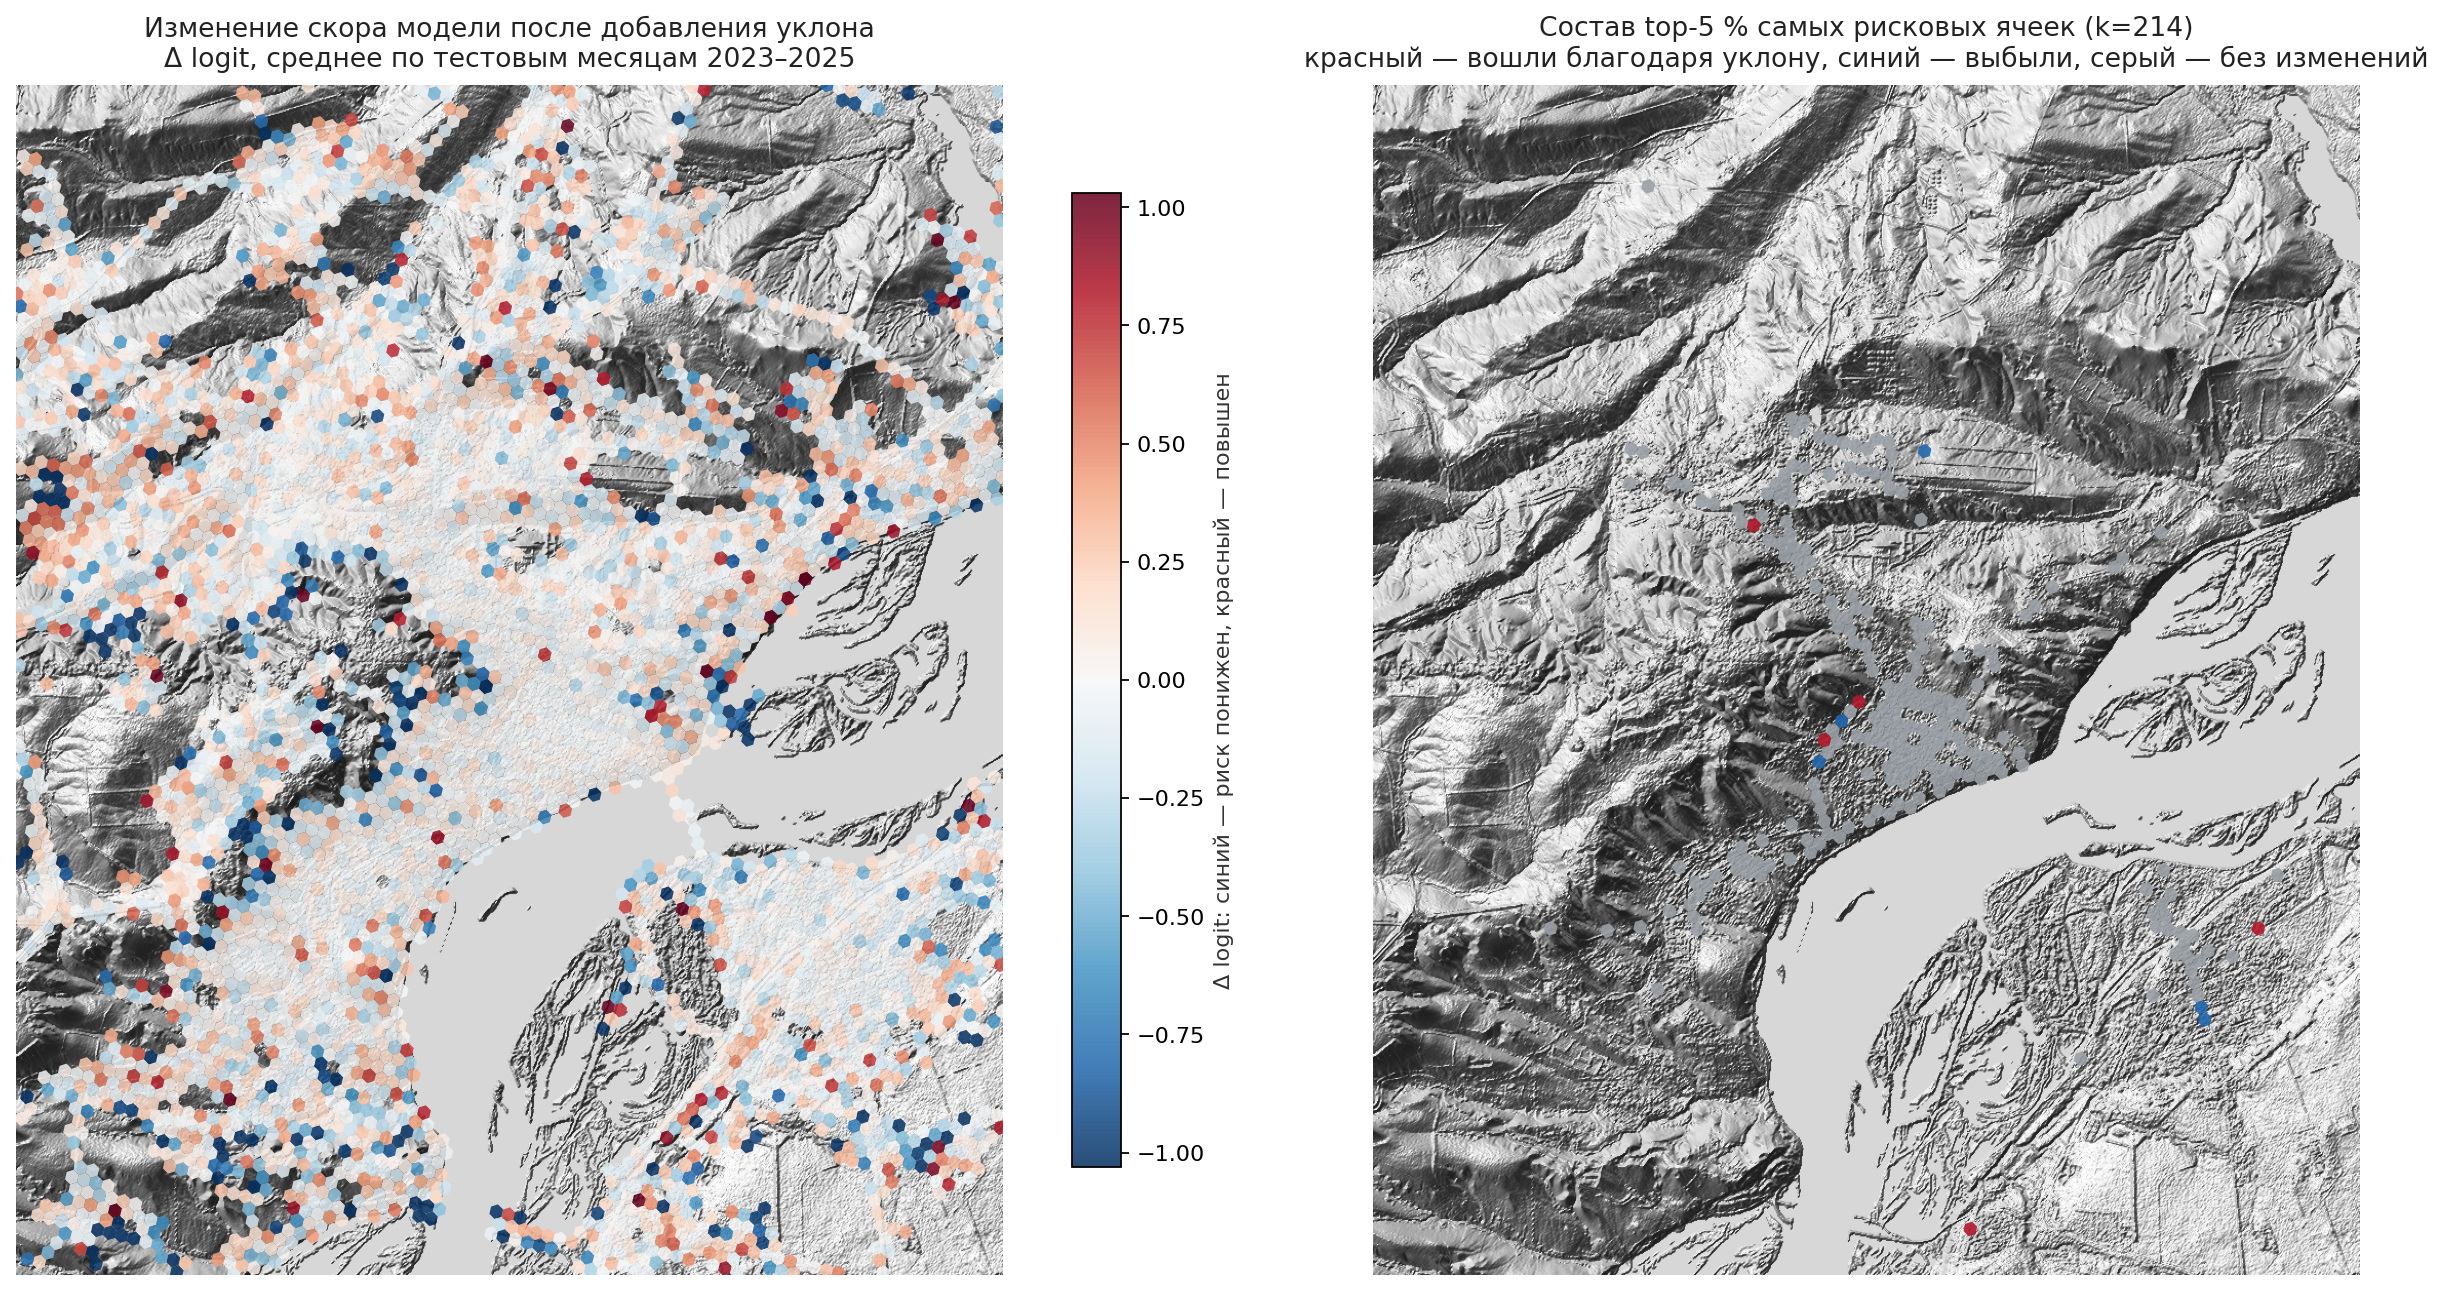 Изменение скора модели после добавления уклона
Δ logit, среднее по тестовым месяцам 2023–2025
Состав top-5 % самых рисковых ячеек (k=214)
красный — вошли благодаря уклону, синий — выбыли, серый — без изменений
1.00
0.75
0.50
0.25
0.00
−0.25
−0.50
−0.75
−1.00
Δ logit: синий — риск понижен, красный — повышен